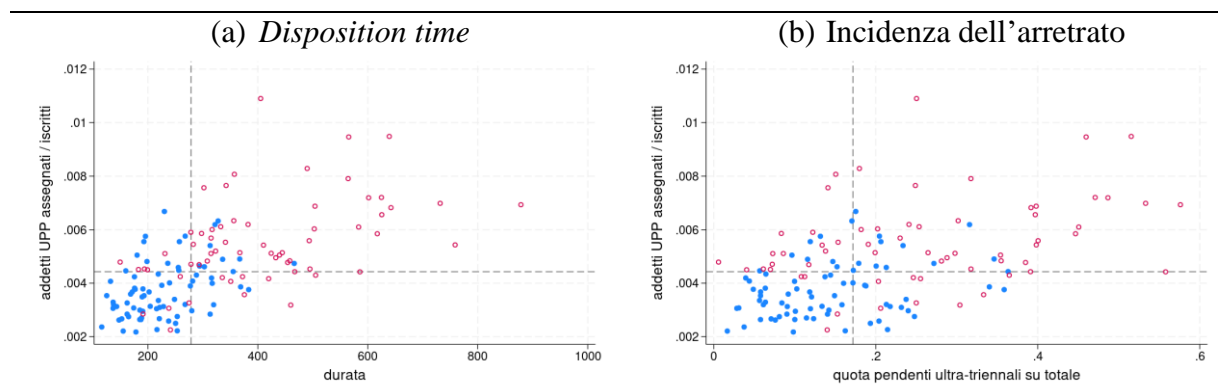 (a) Disposition time
.012
.01
.008
.006
.004
.002
addetti UPP assegnati / iscritti
200 400 600 800 1000
durata
(b) Incidenza dell’arretrato
.012
.01
.008
.006
.004
.002
addetti UPP assegnati / iscritti
0 .2 .4 .6
quota pendenti ultra-triennali su totale